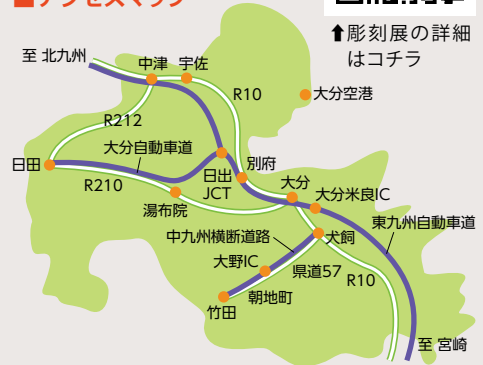 ■アクセスマップ
⬆彫刻展の詳細
はコチラ
至 北九州
中津
宇佐
R10
大分空港
R212
大分自動車道
日田
R210
日出
JCT
別府
湯布院
大分
大分米良IC
東九州自動車道
中九州横断道路
犬飼
大野IC
県道57
R10
朝地町
竹田
至 宮崎